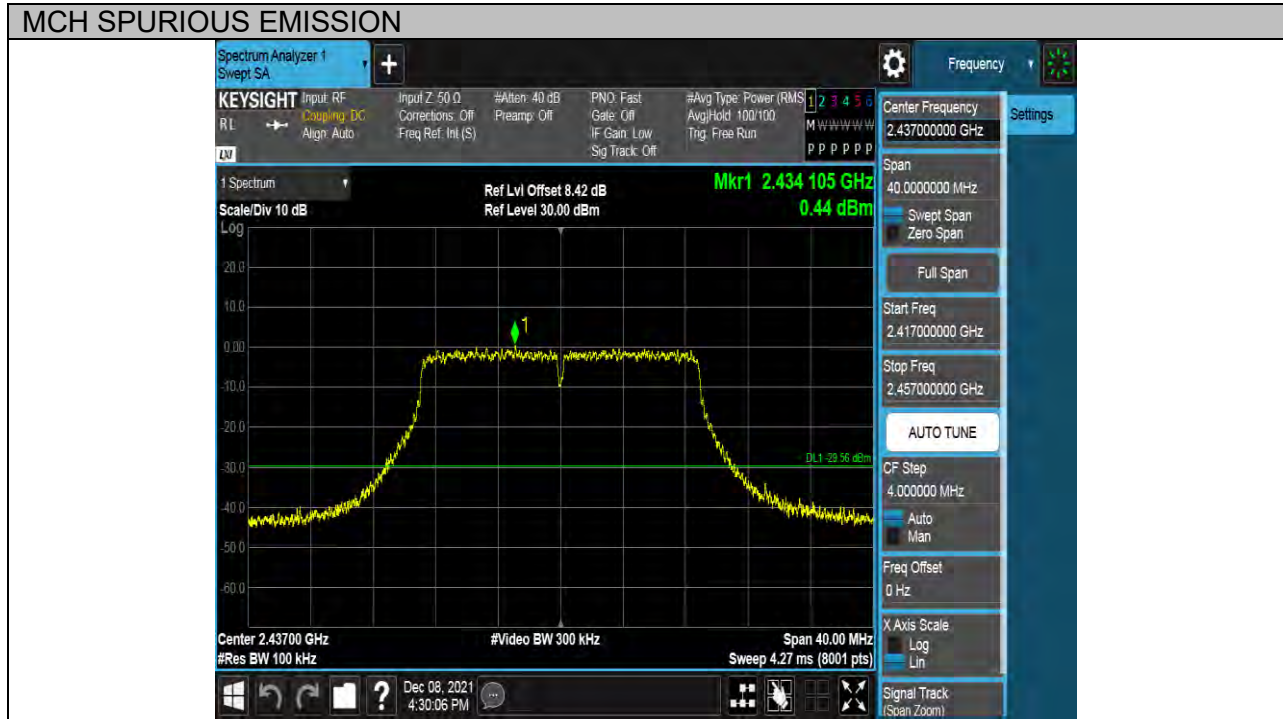 MCH SPURIOUS EMISSION
Spectrum Analyzer 1
Swept SA
Frequency
KEYSIGHT
RL
LXI
Input: RF
Coupling: DC
Align: Auto
Input Z: 50 Ω
Corrections: Off
Freq Ref: Int (S)
#Atten: 40 dB
Preamp: Off
PNO: Fast
Gate: Off
IF Gain: Low
Sig Track: Off
#Avg Type: Power (RMS
Avg|Hold: 100/100
Trig: Free Run
1 2 3 4 5 6
M W W W W W
P P P P P P
1 Spectrum
Scale/Div 10 dB
Log
Ref Lvl Offset 8.42 dB
Ref Level 30.00 dBm
Mkr1 2.434 105 GHz
0.44 dBm
20.0
10.0
0.00
-10.0
-20.0
-30.0
-40.0
-50.0
-60.0
1
DL1 -29.56 dBm
Center 2.43700 GHz
#Res BW 100 kHz
#Video BW 300 kHz
Span 40.00 MHz
Sweep 4.27 ms (8001 pts)
Dec 08, 2021
4:30:06 PM
?
Center Frequency
2.437000000 GHz
Settings
Span
40.0000000 MHz
Swept Span
Zero Span
Full Span
Start Freq
2.417000000 GHz
Stop Freq
2.457000000 GHz
AUTO TUNE
CF Step
4.000000 MHz
Auto
Man
Freq Offset
0 Hz
X Axis Scale
Log
Lin
Signal Track
(Span Zoom)